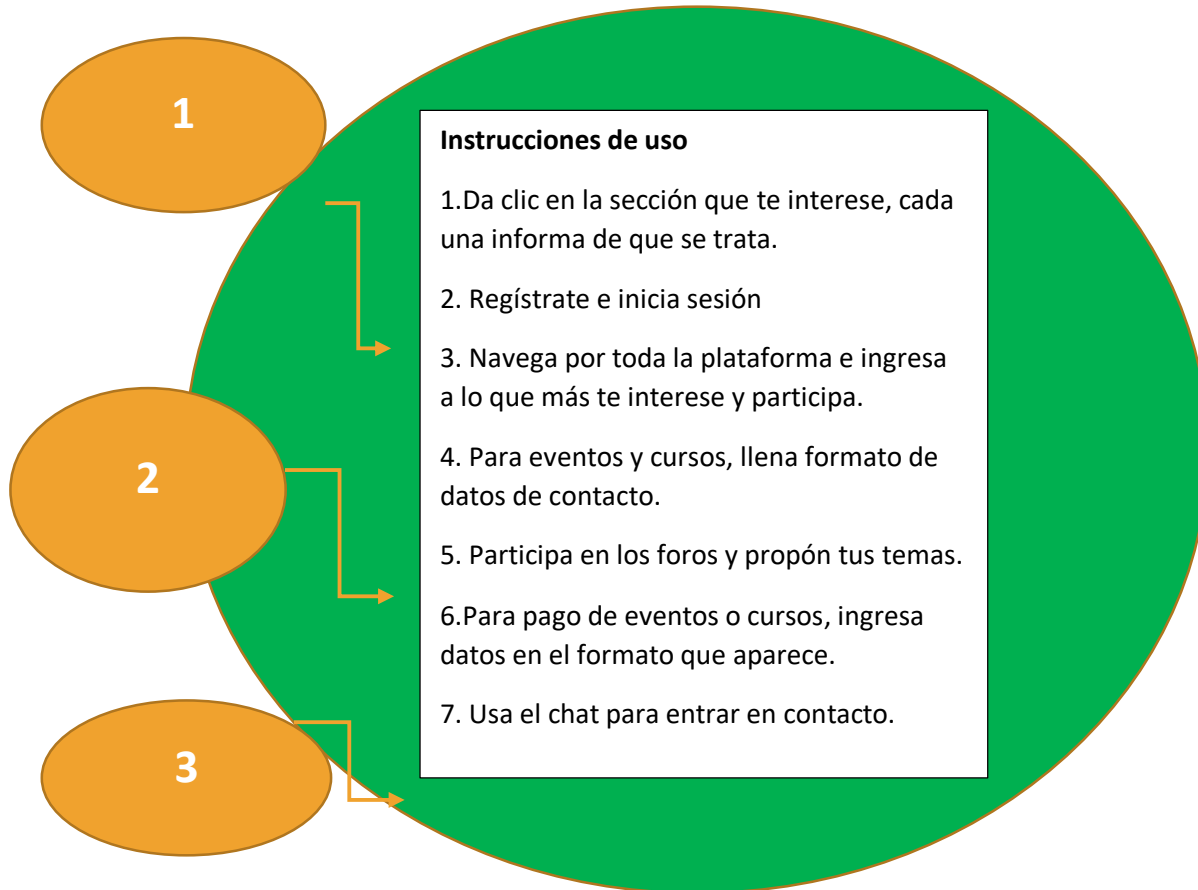 1
Instrucciones de uso
1.Da clic en la sección que te interese, cada
una informa de que se trata.
2. Regístrate e inicia sesión
3. Navega por toda la plataforma e ingresa
a lo que más te interese y participa.
2
4. Para eventos y cursos, llena formato de
datos de contacto.
5. Participa en los foros y propón tus temas.
6.Para pago de eventos o cursos, ingresa
datos en el formato que aparece.
7. Usa el chat para entrar en contacto.
3